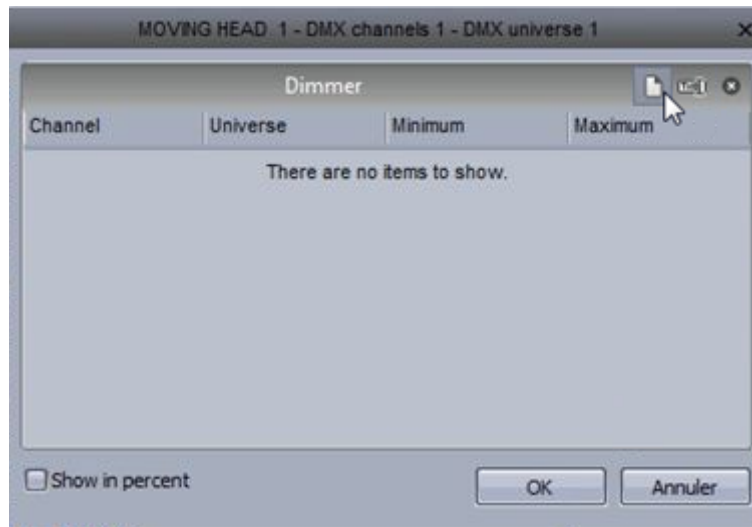 MOVING HEAD 1 - DMX channels 1 - DMX universe 1
Dimmer
Channel Universe Minimum Maximum
There are no items to show.
Show in percent
OK Annuler